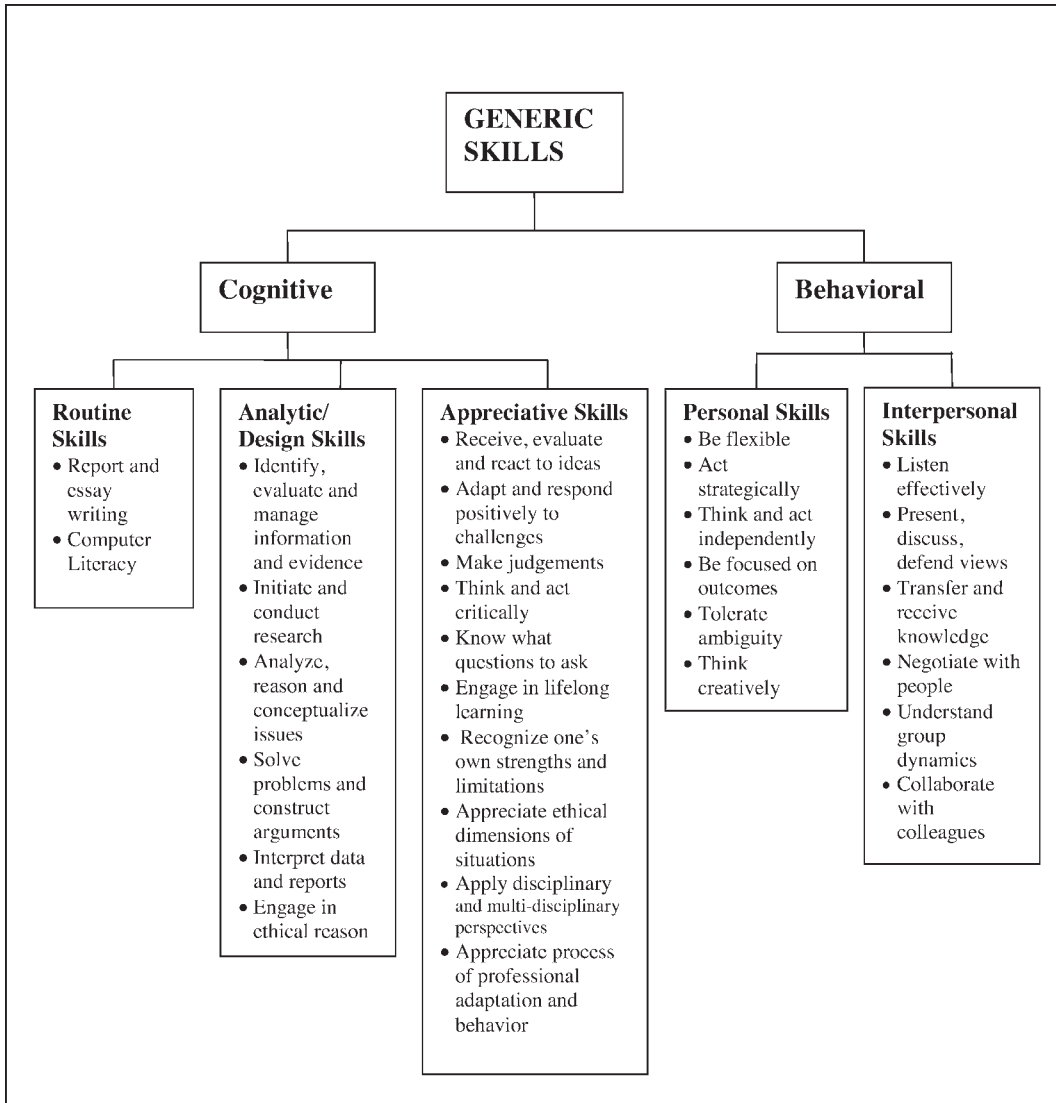 GENERIC
SKILLS
Cognitive
Behavioral
Routine
Skills
• Report and
essay
writing
• Computer
Literacy
Analytic/
Design Skills
• Identify,
evaluate and
manage
information
and evidence
• Initiate and
conduct
research
• Analyze,
reason and
conceptualize
issues
• Solve
problems and
construct
arguments
• Interpret data
and reports
• Engage in
ethical reason
Appreciative Skills
• Receive, evaluate
and react to ideas
• Adapt and respond
positively to
challenges
• Make judgements
• Think and act
critically
• Know what
questions to ask
• Engage in lifelong
learning
• Recognize one's
own strengths and
limitations
• Appreciate ethical
dimensions of
situations
• Apply disciplinary
and multi-disciplinary
perspectives
• Appreciate process
of professional
adaptation and
behavior
Personal Skills
• Be flexible
• Act
strategically
• Think and act
independently
• Be focused on
outcomes
• Tolerate
ambiguity
• Think
creatively
Interpersonal
Skills
• Listen
effectively
• Present,
discuss,
defend views
• Transfer and
receive
knowledge
• Negotiate with
people
• Understand
group
dynamics
• Collaborate
with
colleagues